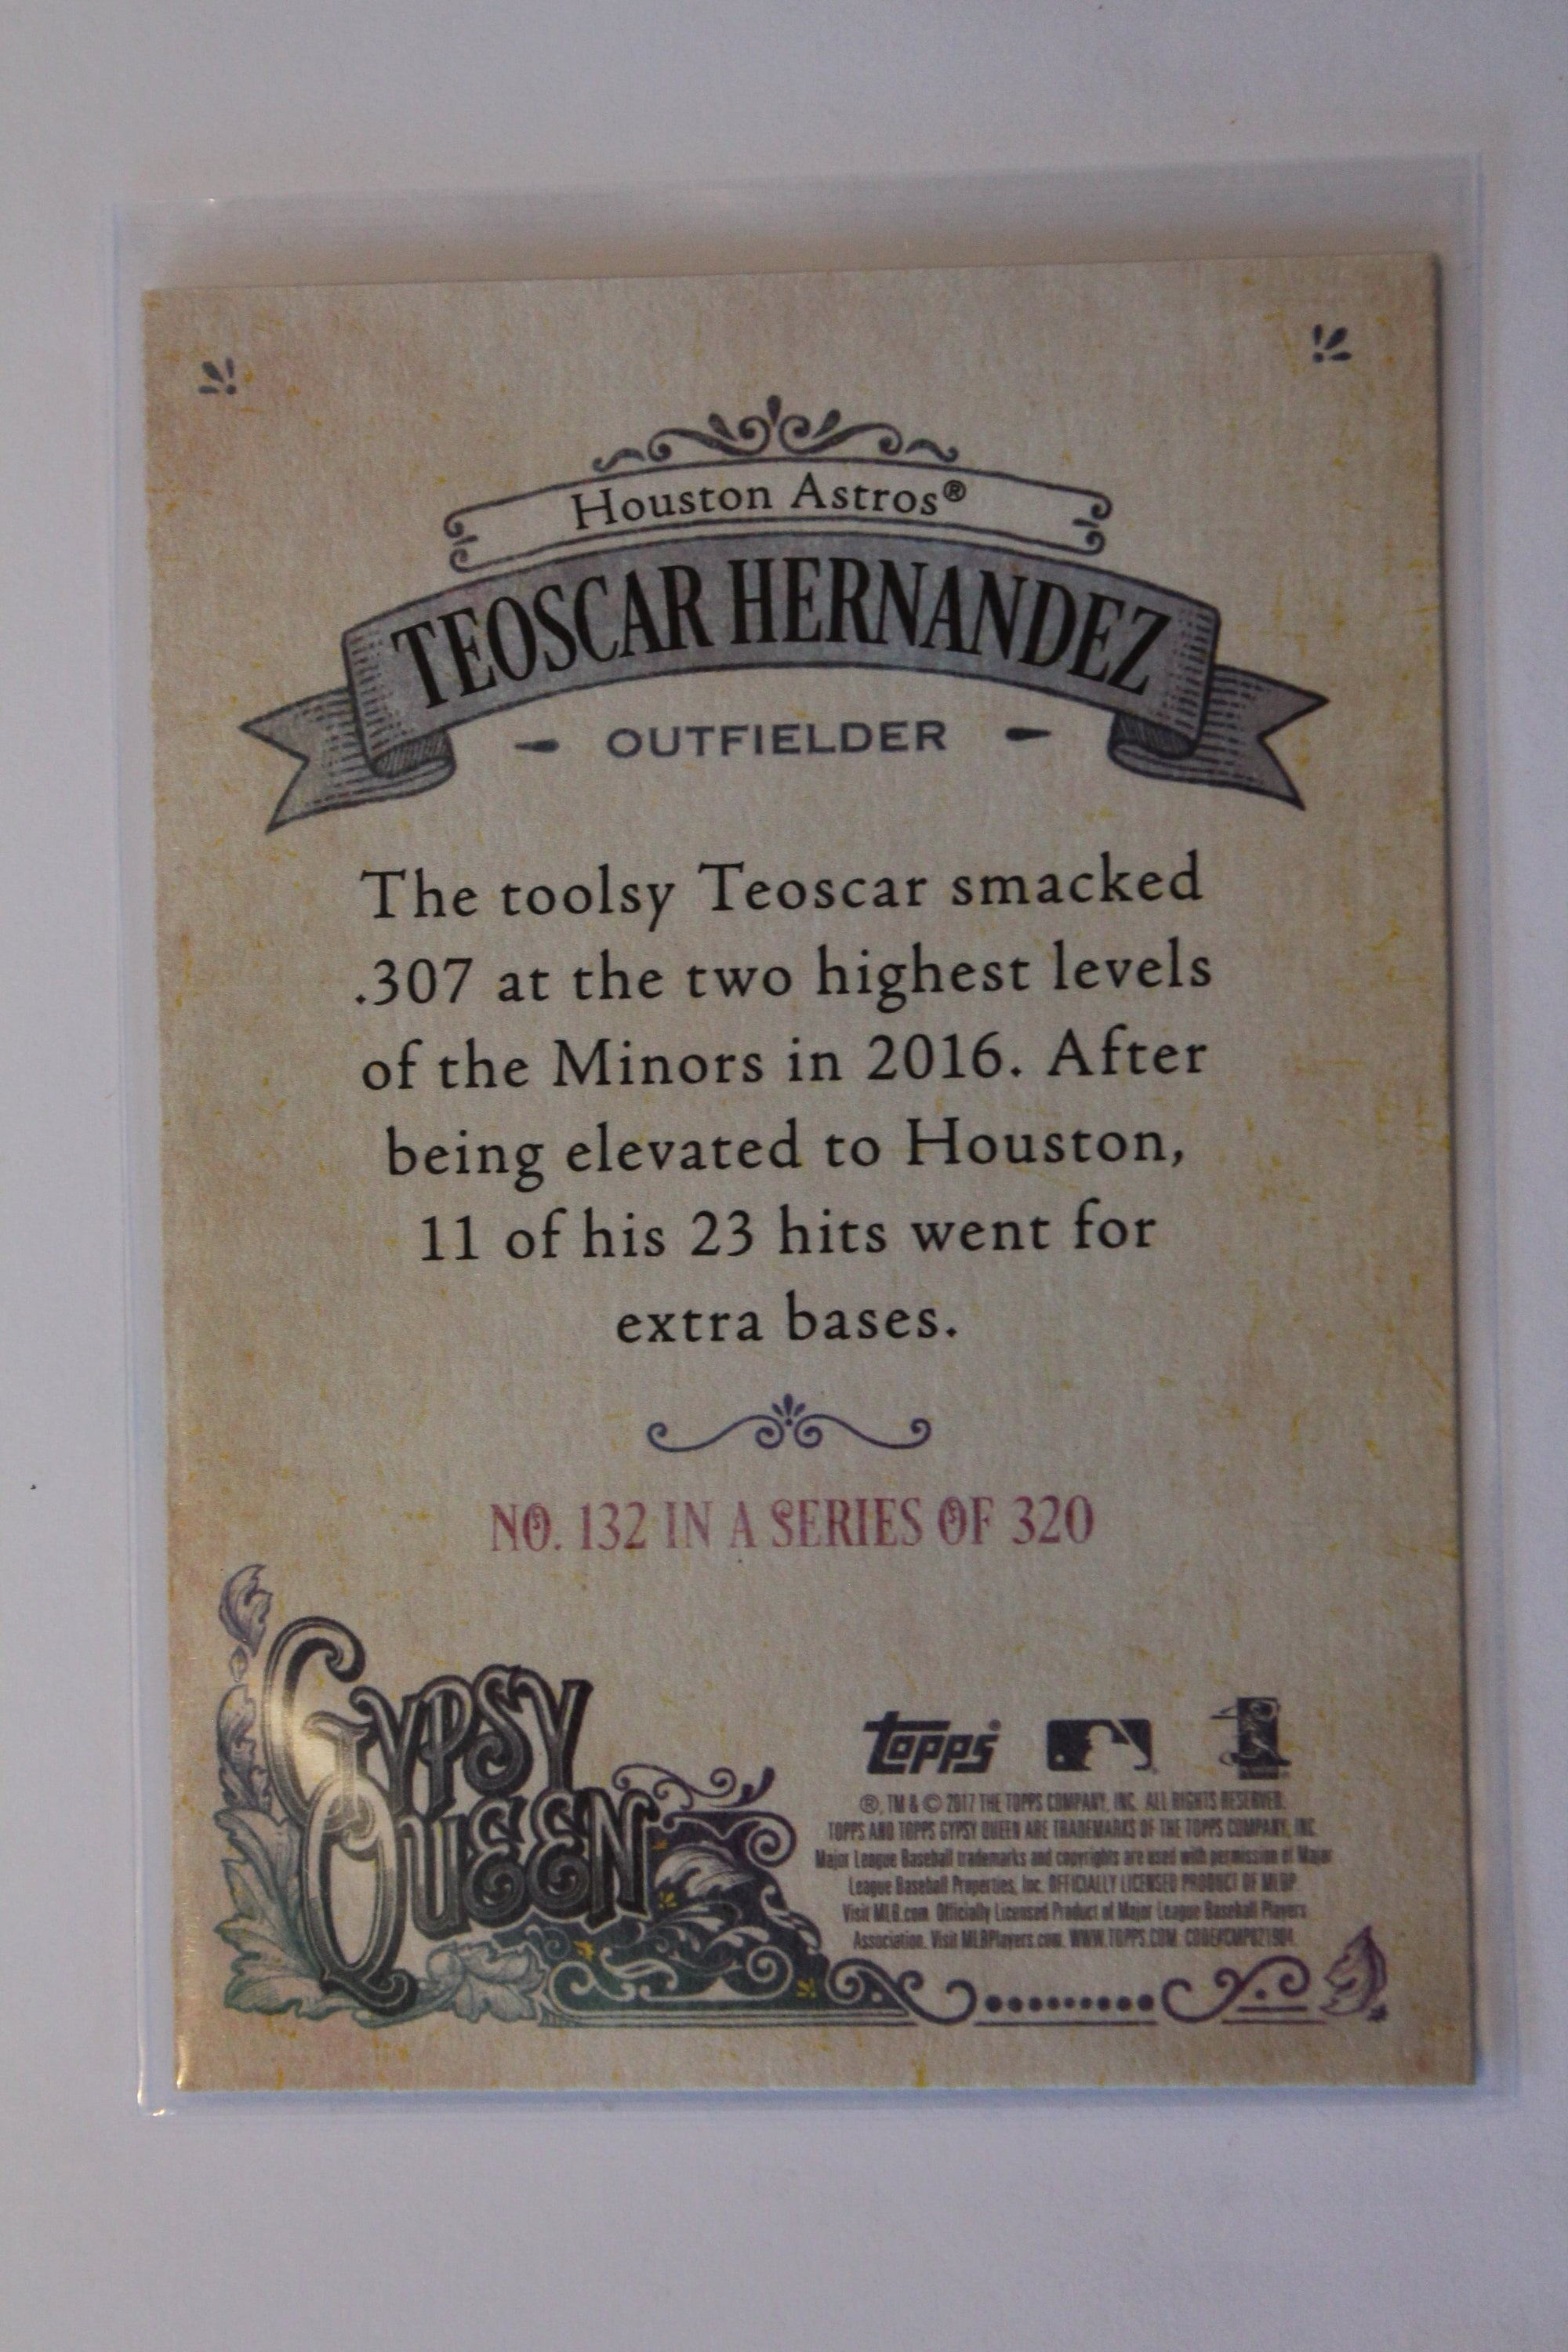 Houston Astros®
TEOSCAR HERNANDEZ
- OUTFIELDER -
The toolsy Teoscar smacked
.307 at the two highest levels
of the Minors in 2016. After
being elevated to Houston,
11 of his 23 hits went for
extra bases.
NO. 132 IN A SERIES OF 320
GYPSY
QUEEN
topps
®, TM & © 2017 THE TOPPS COMPANY, INC. ALL RIGHTS RESERVED.
TOPPS AND TOPPS GYPSY QUEEN ARE TRADEMARKS OF THE TOPPS COMPANY, INC.
Major League Baseball trademarks and copyrights are used with permission of Major
League Baseball Properties, Inc. OFFICIALLY LICENSED PRODUCT OF MLBP
Visit MLB.com Officially Licensed Product of Major League Baseball Players
Association. Visit MLBPlayers.com. WWW.TOPPS.COM CODE#CMP021904